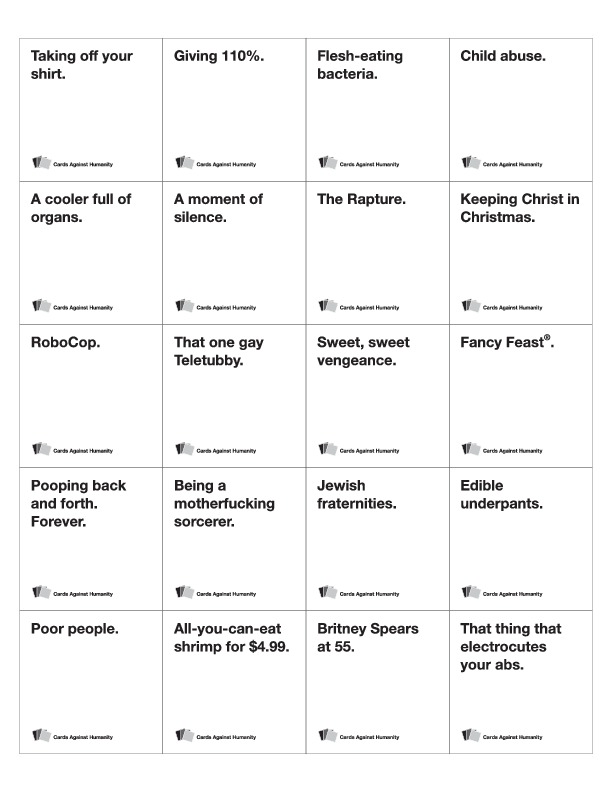 Taking off your
shirt.
Cards Against Humanity
Giving 110%.
Cards Against Humanity
Flesh-eating
bacteria.
Cards Against Humanity
Child abuse.
Cards Against Humanity
A cooler full of
organs.
Cards Against Humanity
A moment of
silence.
Cards Against Humanity
The Rapture.
Cards Against Humanity
Keeping Christ in
Christmas.
Cards Against Humanity
RoboCop.
Cards Against Humanity
That one gay
Teletubby.
Cards Against Humanity
Sweet, sweet
vengeance.
Cards Against Humanity
Fancy Feast®.
Cards Against Humanity
Pooping back
and forth.
Forever.
Cards Against Humanity
Being a
motherfucking
sorcerer.
Cards Against Humanity
Jewish
fraternities.
Cards Against Humanity
Edible
underpants.
Cards Against Humanity
Poor people.
Cards Against Humanity
All-you-can-eat
shrimp for $4.99.
Cards Against Humanity
Britney Spears
at 55.
Cards Against Humanity
That thing that
electrocutes
your abs.
Cards Against Humanity